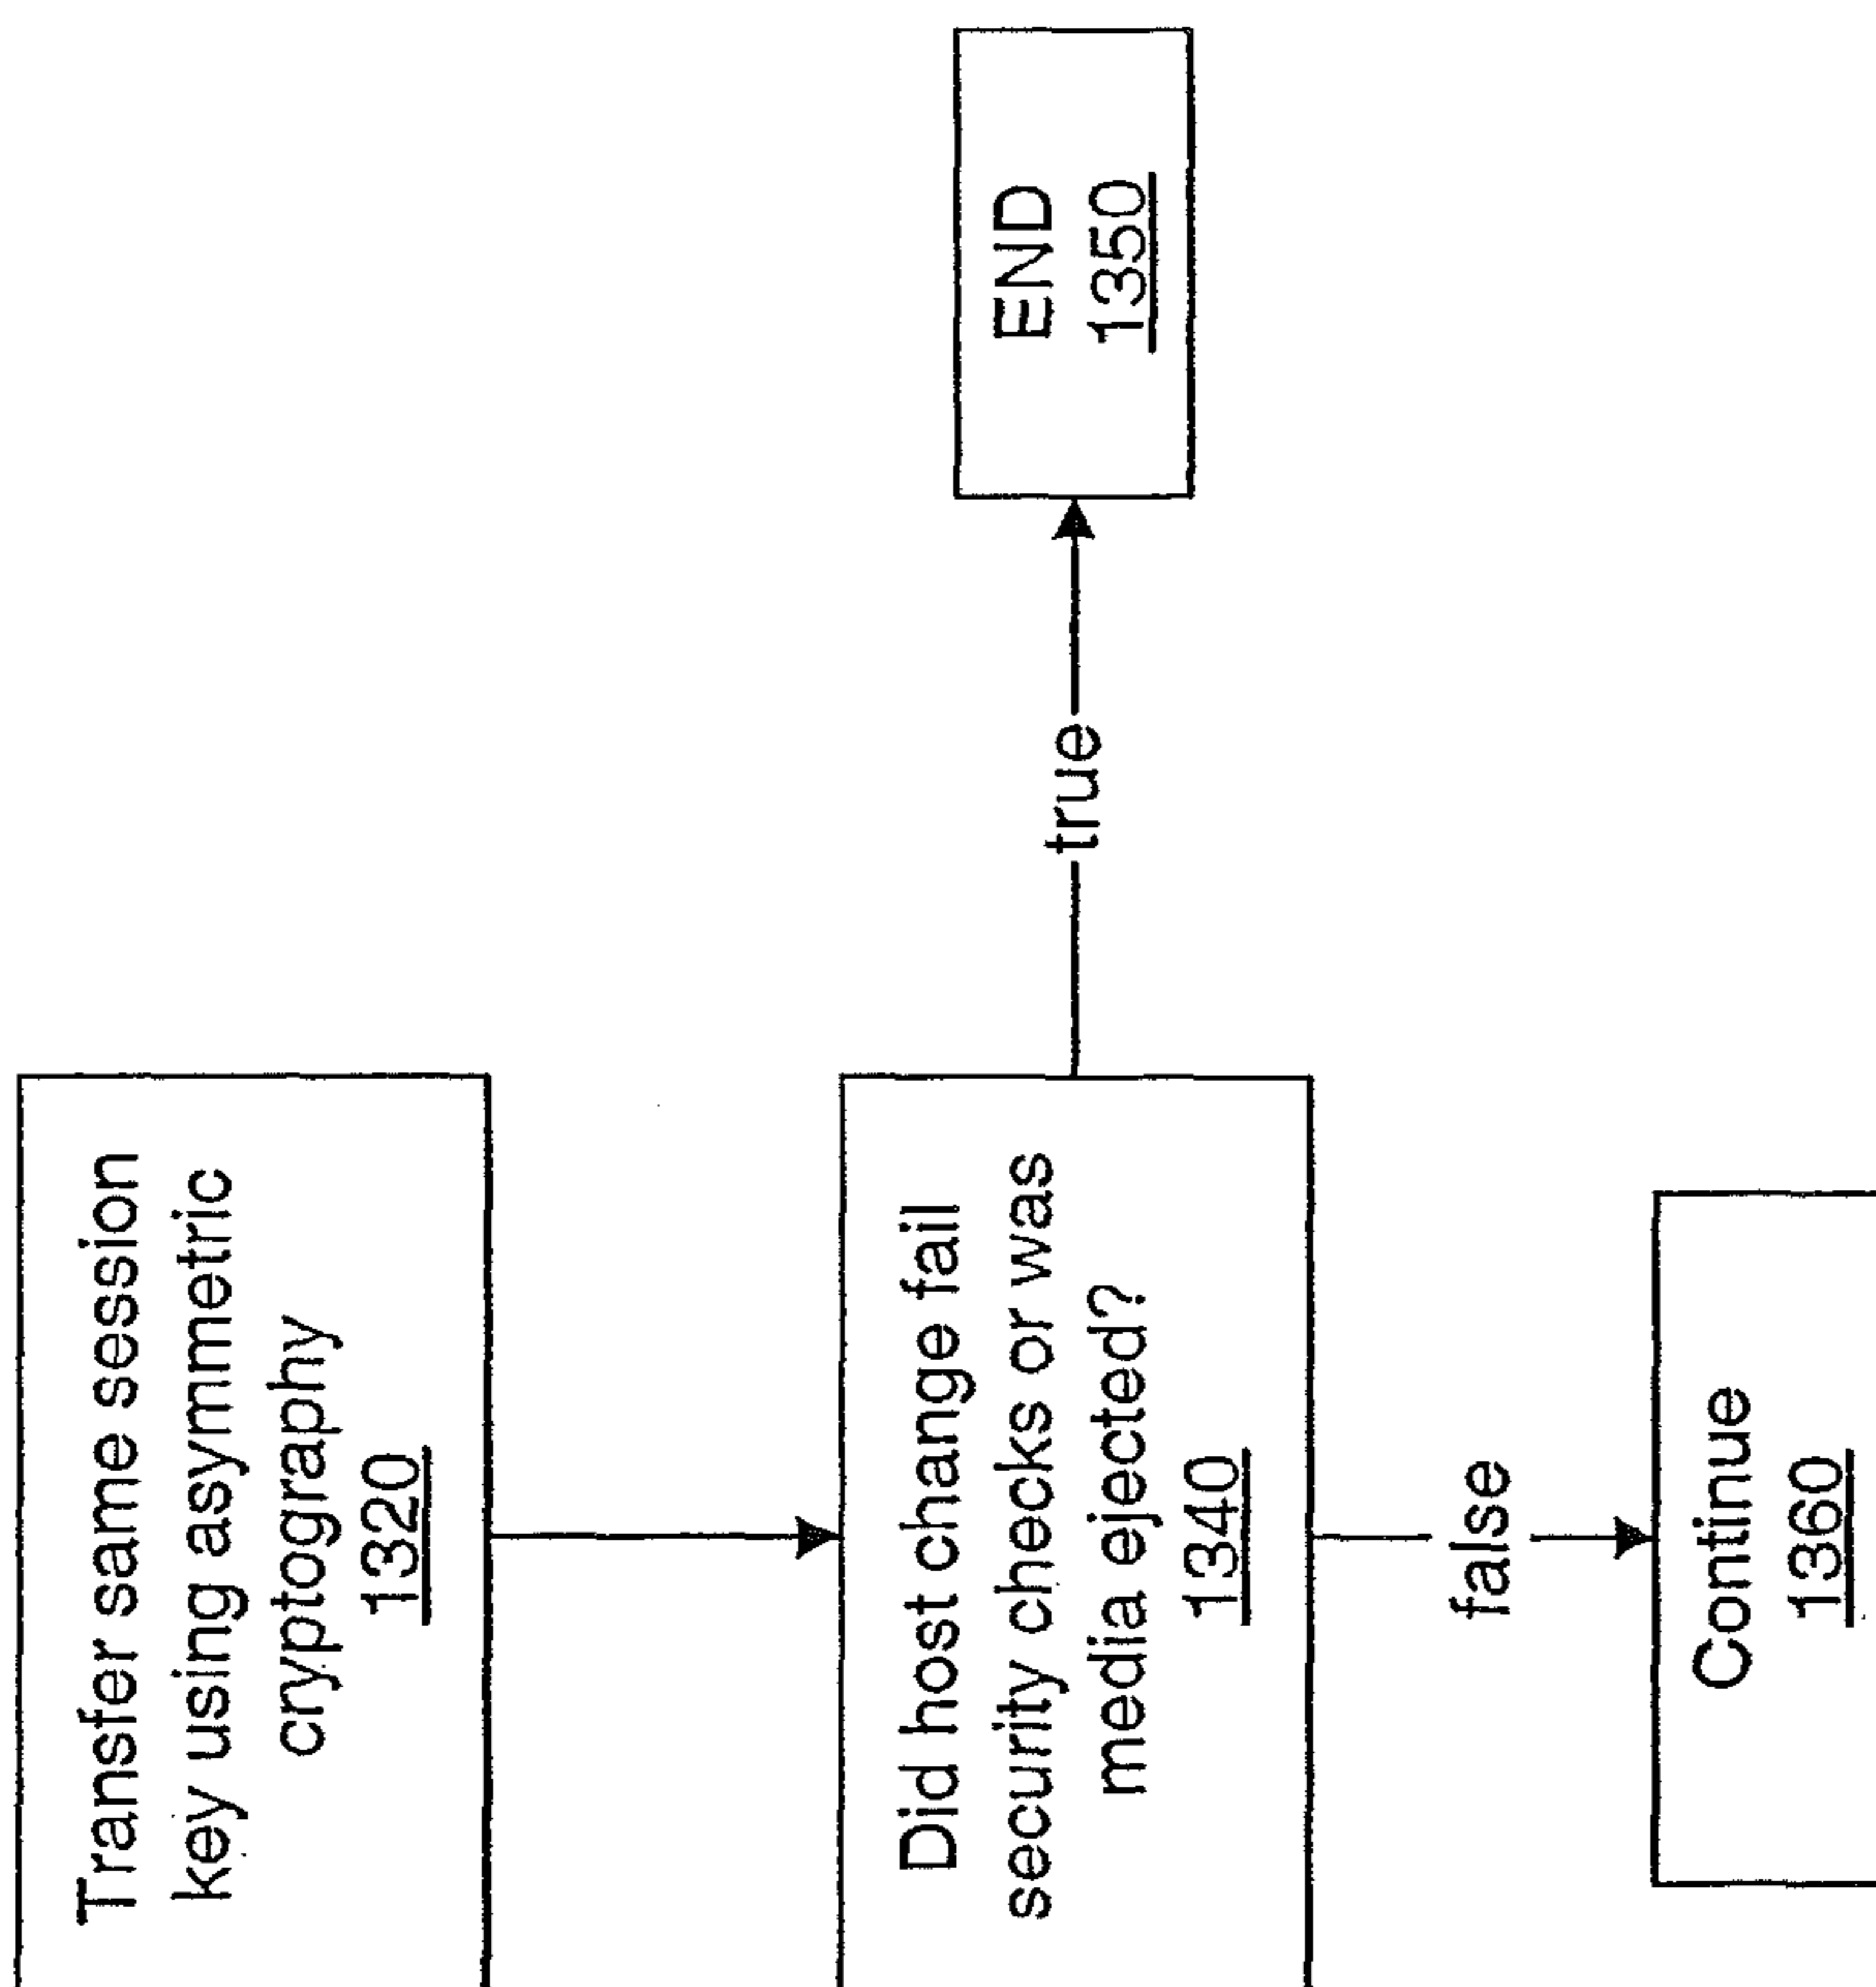 Transfer same session
key using asymmetric
cryptography
1320
Did host change fail
security checks or was
media ejected?
1340
true
END
1350
false
Continue
1360